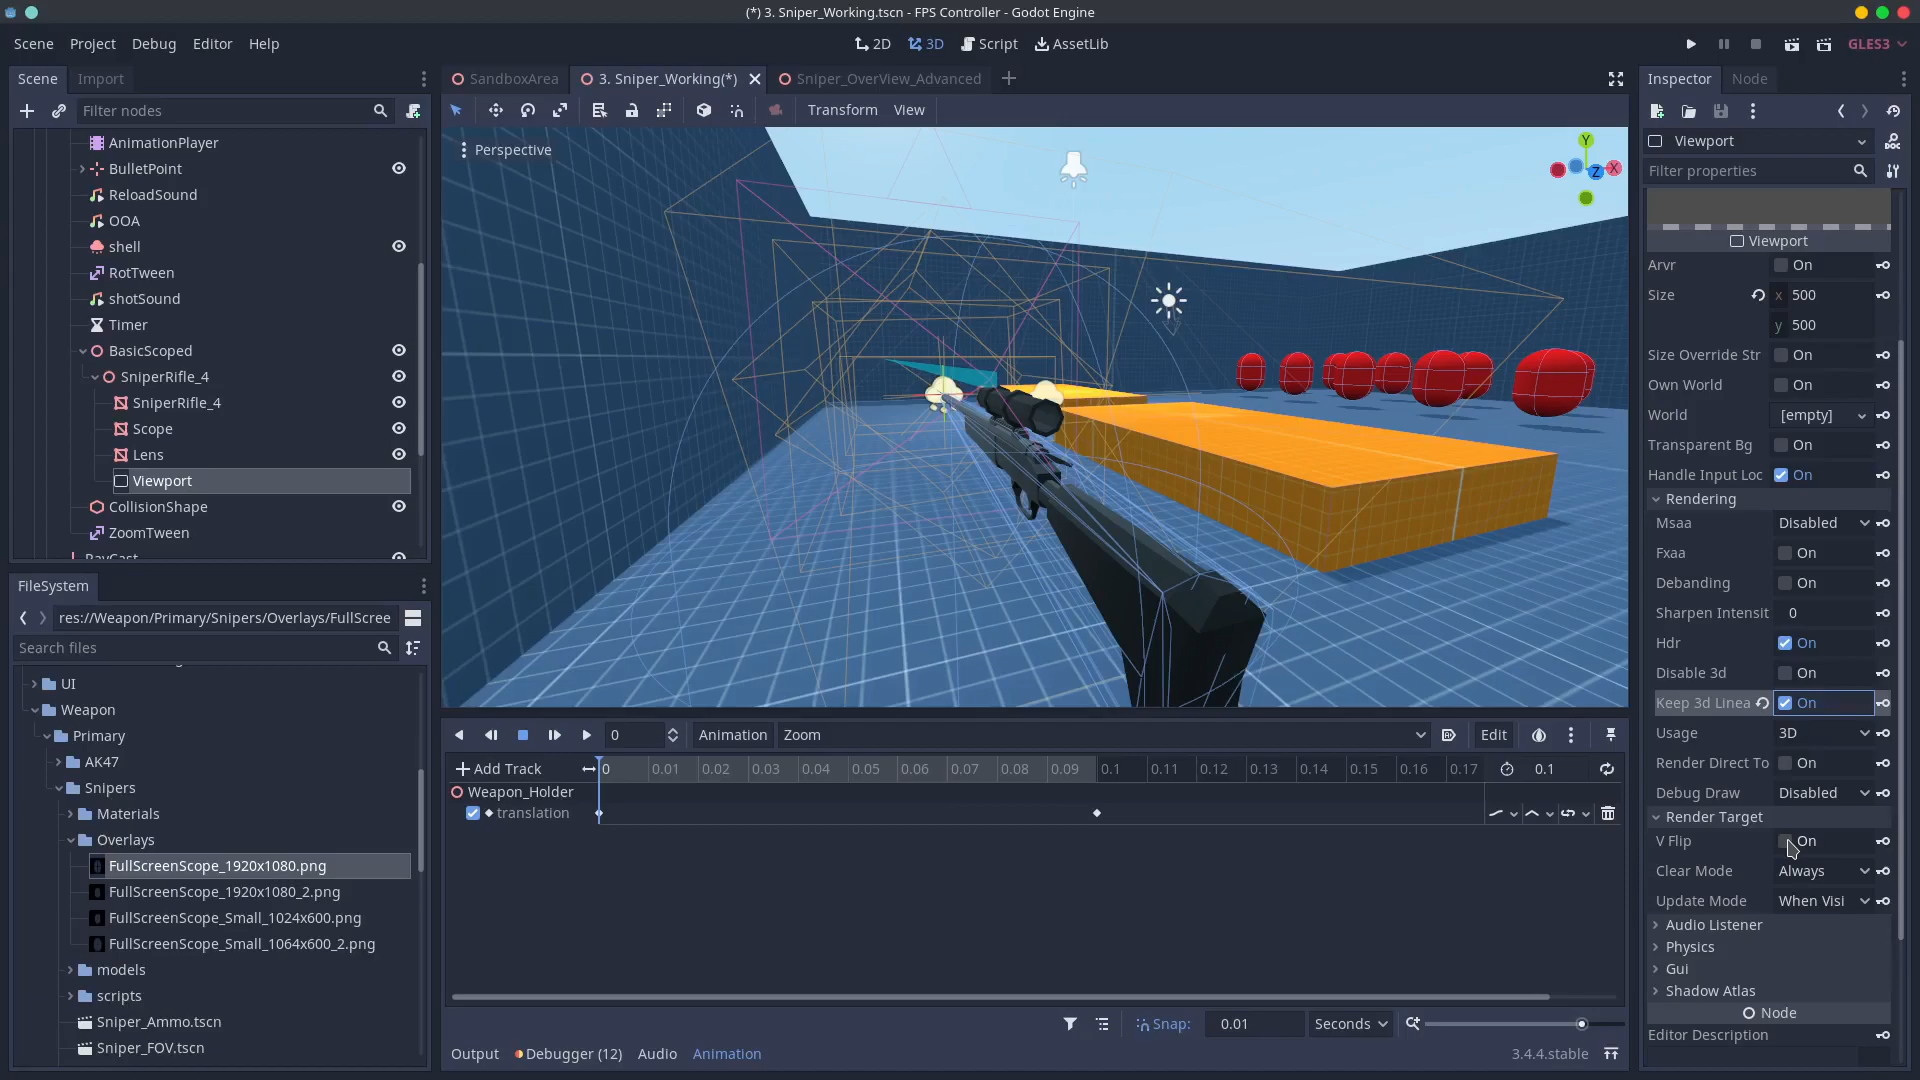 (*) 3. Sniper_Working.tscn - FPS Controller - Godot Engine
Scene Project Debug Editor Help
2D 3D Script AssetLib
GLES3
Scene Import
Filter nodes
AnimationPlayer
BulletPoint
ReloadSound
OOA
shell
RotTween
shotSound
Timer
BasicScoped
SniperRifle_4
SniperRifle_4
Scope
Lens
Viewport
CollisionShape
ZoomTween
RayCast
FileSystem
res://Weapon/Primary/Snipers/Overlays/FullScree
Search files
UI
Weapon
Primary
AK47
Snipers
Materials
Overlays
FullScreenScope_1920x1080.png
FullScreenScope_1920x1080_2.png
FullScreenScope_Small_1024x600.png
FullScreenScope_Small_1064x600_2.png
models
scripts
Sniper_Ammo.tscn
Sniper_FOV.tscn
SandboxArea 3. Sniper_Working(*) Sniper_OverView_Advanced
Transform View
Perspective
Y
X
Z
0 Animation Zoom Edit
Add Track 0 0.01 0.02 0.03 0.04 0.05 0.06 0.07 0.08 0.09 0.1 0.11 0.12 0.13 0.14 0.15 0.16 0.17 0.1
Weapon_Holder
translation
Snap: 0.01 Seconds
Output Debugger (12) Audio Animation 3.4.4.stable
Inspector Node
Viewport
Filter properties
Viewport
Arvr On
Size x 500
y 500
Size Override Str On
Own World On
World [empty]
Transparent Bg On
Handle Input Loc On
Rendering
Msaa Disabled
Fxaa On
Debanding On
Sharpen Intensit 0
Hdr On
Disable 3d On
Keep 3d Linea On
Usage 3D
Render Direct To On
Debug Draw Disabled
Render Target
V Flip On
Clear Mode Always
Update Mode When Visi
Audio Listener
Physics
Gui
Shadow Atlas
Node
Editor Description